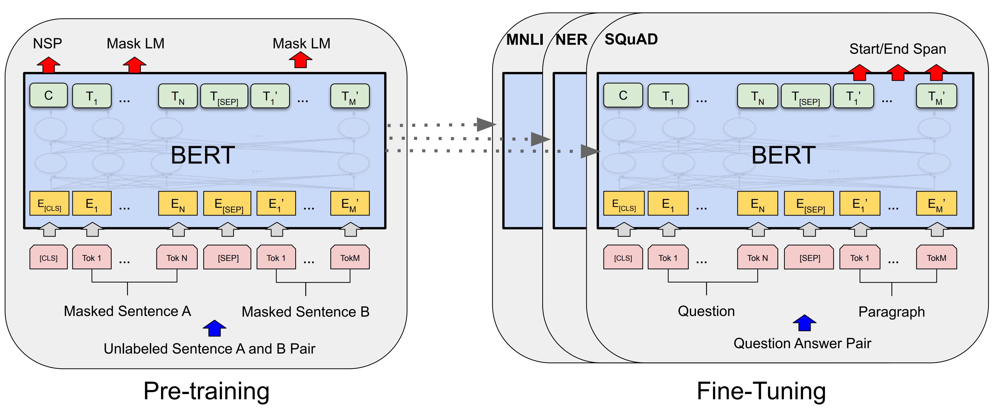 NSP Mask LM Mask LM
C T1 ... TN T[SEP] T1’ ... TM’
...
BERT
...
E[CLS] E1 ... EN E[SEP] E1’ ... EM’
[CLS] Tok 1 ... Tok N [SEP] Tok 1 ... TokM
Masked Sentence A Masked Sentence B
Unlabeled Sentence A and B Pair
Pre-training
MNLI NER SQuAD
Start/End Span
C T1 ... TN T[SEP] T1’ ... TM’
...
BERT
...
E[CLS] E1 ... EN E[SEP] E1’ ... EM’
[CLS] Tok 1 ... Tok N [SEP] Tok 1 ... TokM
Question Paragraph
Question Answer Pair
Fine-Tuning